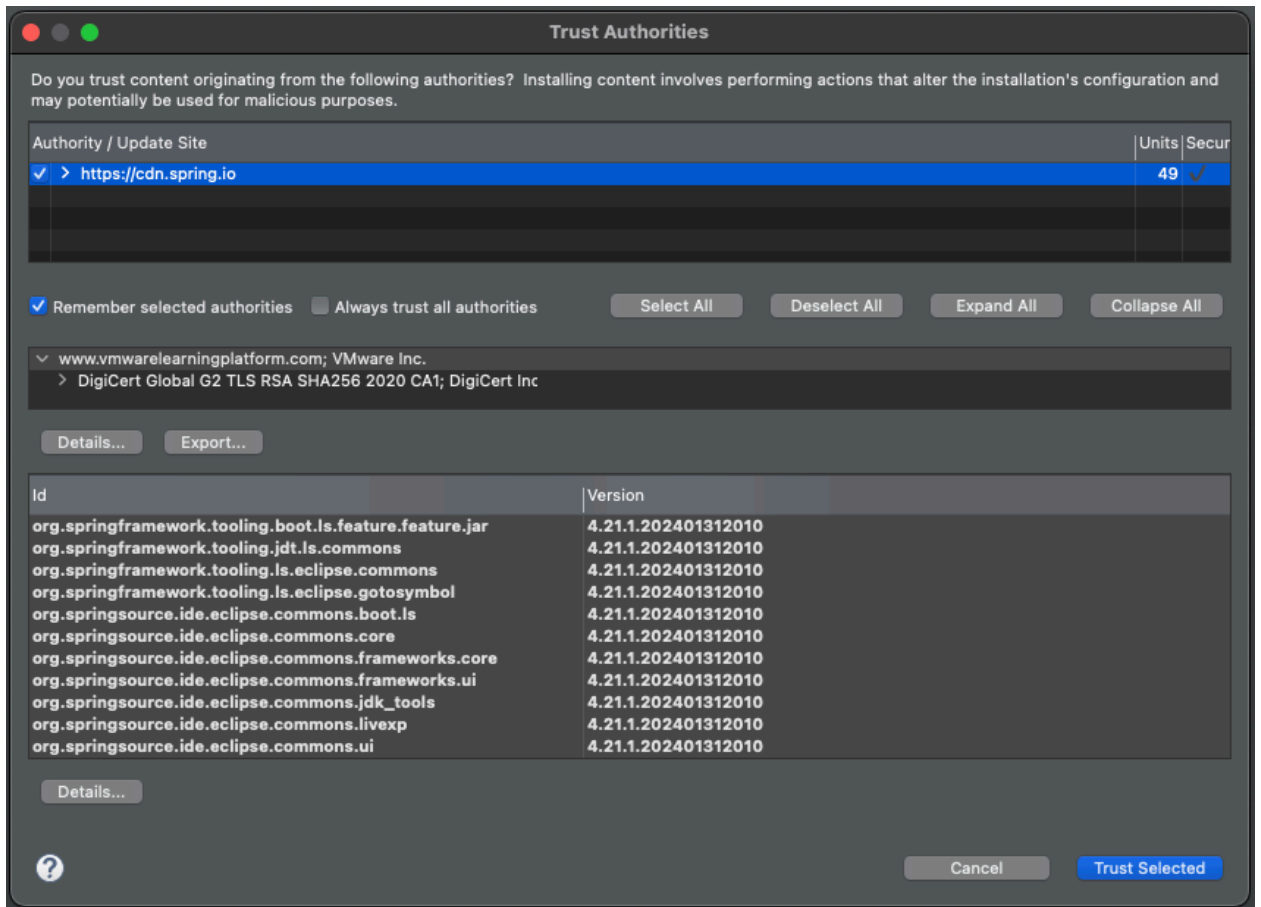 Trust Authorities
Do you trust content originating from the following authorities?  Installing content involves performing actions that alter the installation's configuration and
may potentially be used for malicious purposes.
Authority / Update Site Units Secur
https://cdn.spring.io 49
Remember selected authorities Always trust all authorities Select All Deselect All Expand All Collapse All
www.vmwarelearningplatform.com; VMware Inc.
DigiCert Global G2 TLS RSA SHA256 2020 CA1; DigiCert Inc
Details... Export...
Id Version
org.springframework.tooling.boot.ls.feature.feature.jar 4.21.1.202401312010
org.springframework.tooling.jdt.ls.commons 4.21.1.202401312010
org.springframework.tooling.ls.eclipse.commons 4.21.1.202401312010
org.springframework.tooling.ls.eclipse.gotosymbol 4.21.1.202401312010
org.springsource.ide.eclipse.commons.boot.ls 4.21.1.202401312010
org.springsource.ide.eclipse.commons.core 4.21.1.202401312010
org.springsource.ide.eclipse.commons.frameworks.core 4.21.1.202401312010
org.springsource.ide.eclipse.commons.frameworks.ui 4.21.1.202401312010
org.springsource.ide.eclipse.commons.jdk_tools 4.21.1.202401312010
org.springsource.ide.eclipse.commons.livexp 4.21.1.202401312010
org.springsource.ide.eclipse.commons.ui 4.21.1.202401312010
Details...
? Cancel Trust Selected